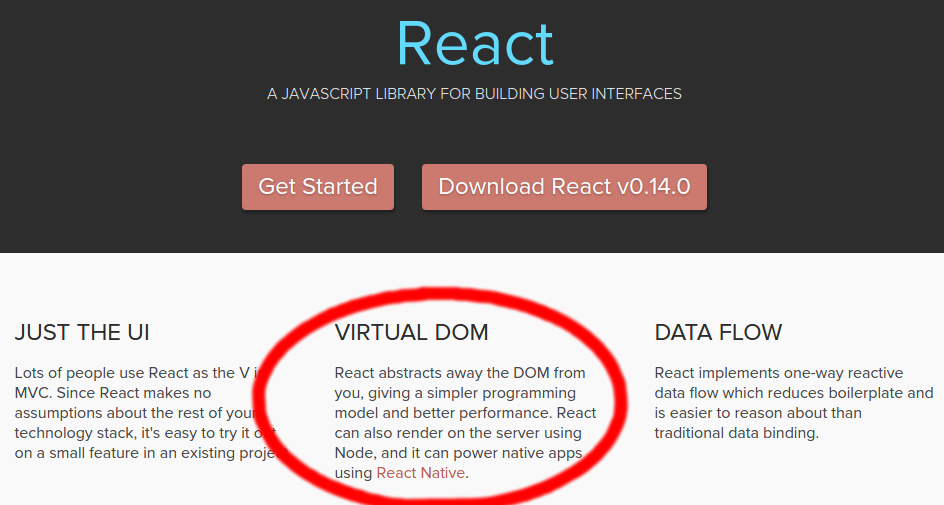 React
A JAVASCRIPT LIBRARY FOR BUILDING USER INTERFACES
Get Started
Download React v0.14.0
JUST THE UI
Lots of people use React as the V in
MVC. Since React makes no
assumptions about the rest of your
technology stack, it's easy to try it out
on a small feature in an existing project.
VIRTUAL DOM
React abstracts away the DOM from
you, giving a simpler programming
model and better performance. React
can also render on the server using
Node, and it can power native apps
using React Native.
DATA FLOW
React implements one-way reactive
data flow which reduces boilerplate and
is easier to reason about than
traditional data binding.